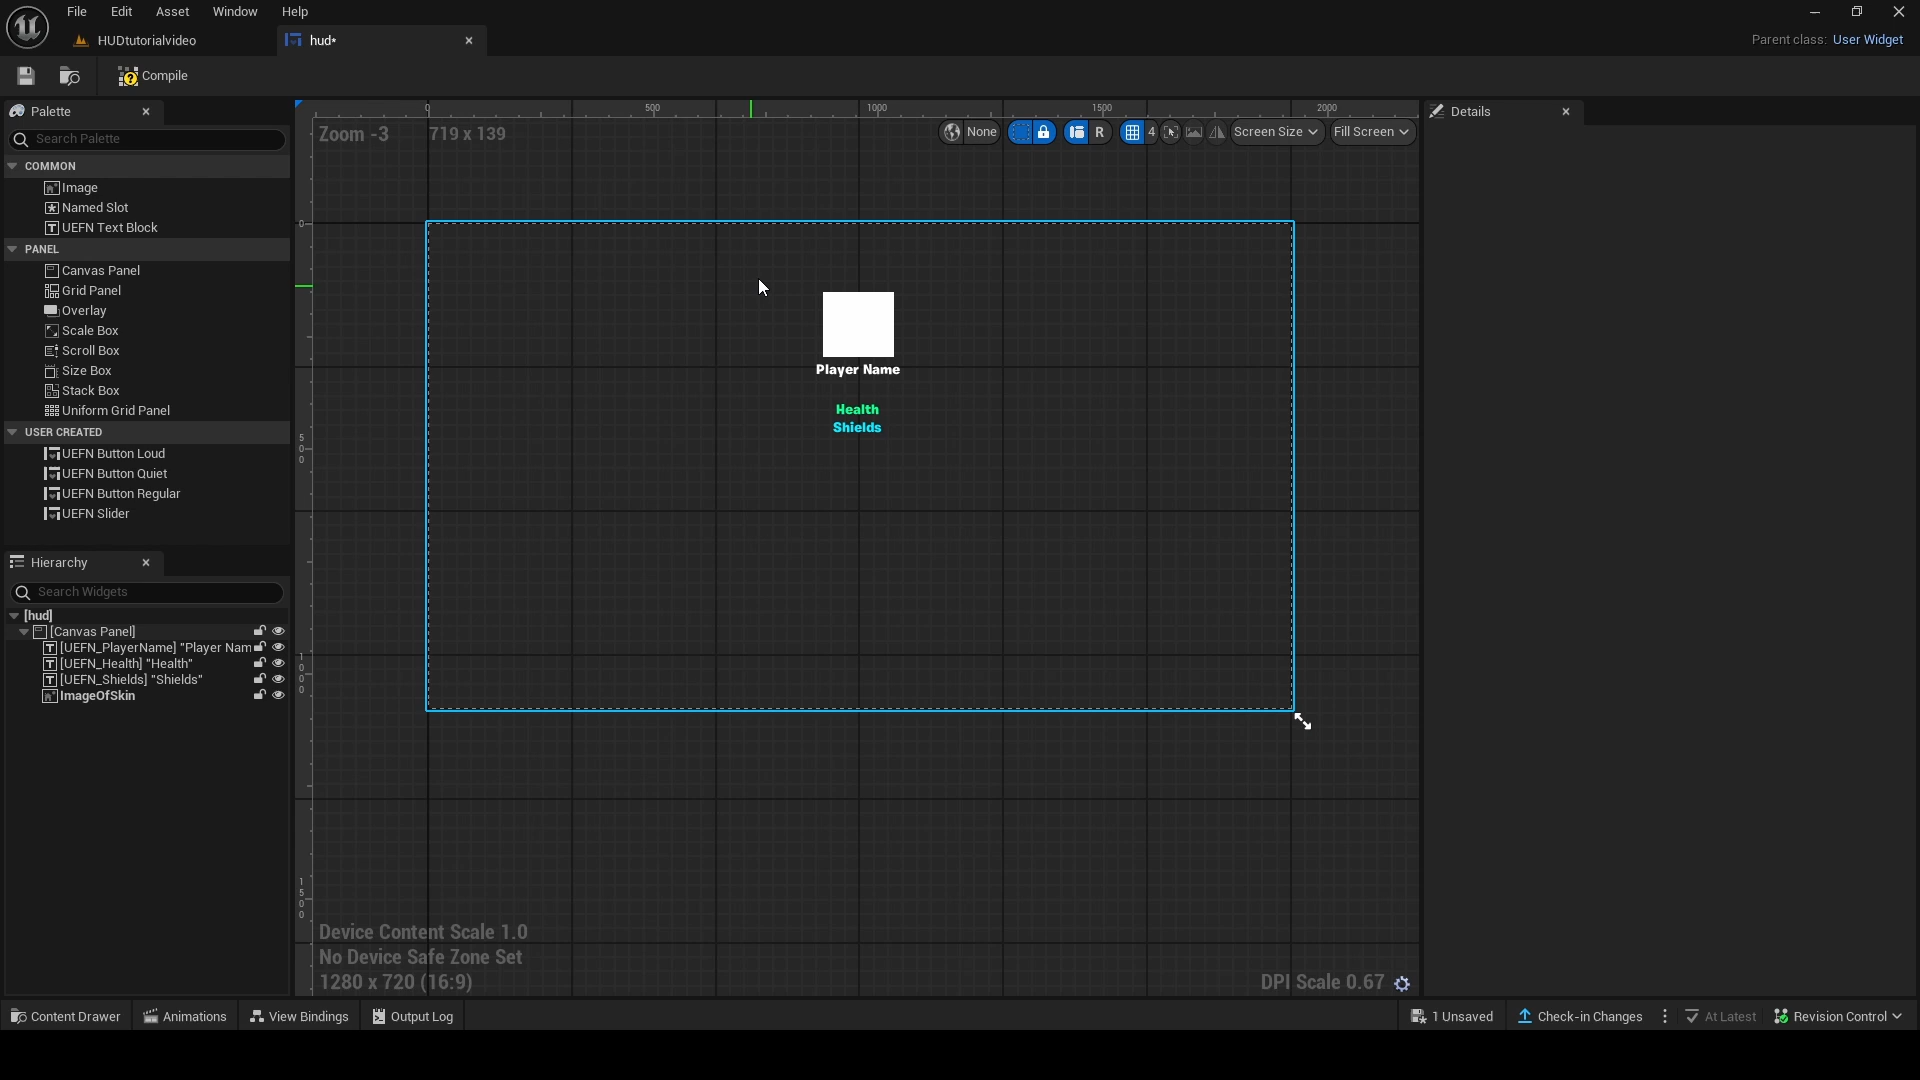 File Edit Asset Window Help
HUDtutorialvideo
hud*
Parent class: User Widget
Compile
Palette
Search Palette
COMMON
Image
Named Slot
UEFN Text Block
PANEL
Canvas Panel
Grid Panel
Overlay
Scale Box
Scroll Box
Size Box
Stack Box
Uniform Grid Panel
USER CREATED
UEFN Button Loud
UEFN Button Quiet
UEFN Button Regular
UEFN Slider
Hierarchy
Search Widgets
[hud]
[Canvas Panel]
[UEFN_PlayerName] "Player Nam
[UEFN_Health] "Health"
[UEFN_Shields] "Shields"
ImageOfSkin
0 500 1000 1500 2000
Zoom -3 719 x 139
None R 4 Screen Size Fill Screen
0
500
1000
1500
Player Name
Health
Shields
Device Content Scale 1.0
No Device Safe Zone Set
1280 x 720 (16:9)
DPI Scale 0.67
Details
Content Drawer Animations View Bindings Output Log
1 Unsaved Check-in Changes At Latest Revision Control